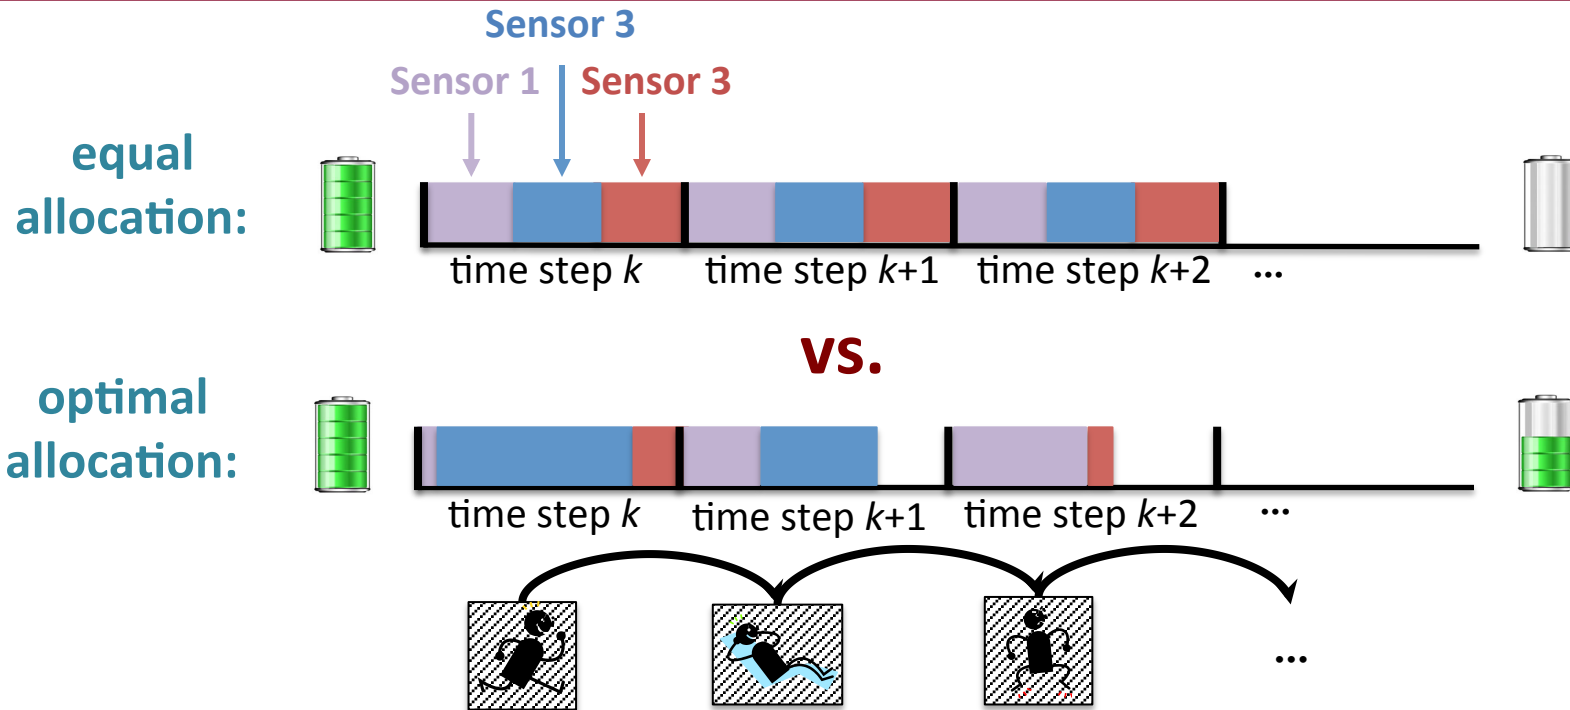 Sensor 3
Sensor 1
Sensor 3
equal
allocation:
time step k
time step k+1
time step k+2
...
vs.
optimal
allocation:
time step k
time step k+1
time step k+2
...
...